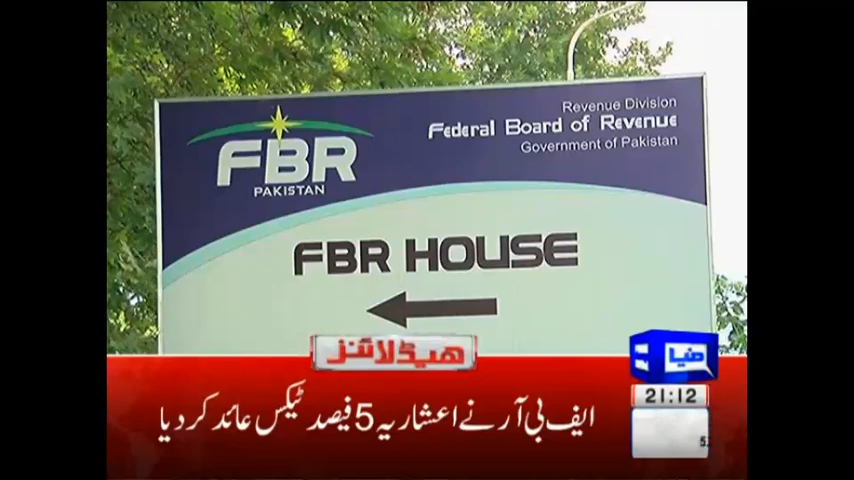 Revenue Division
Federal Board of Revenue
Government of Pakistan
FBR
PAKISTAN
FBR HOUSE
ھیڈلائنز
دنیا
21:12
ایف بی آر نے اعشاریہ 5 فیصد ٹیکس عائد کر دیا